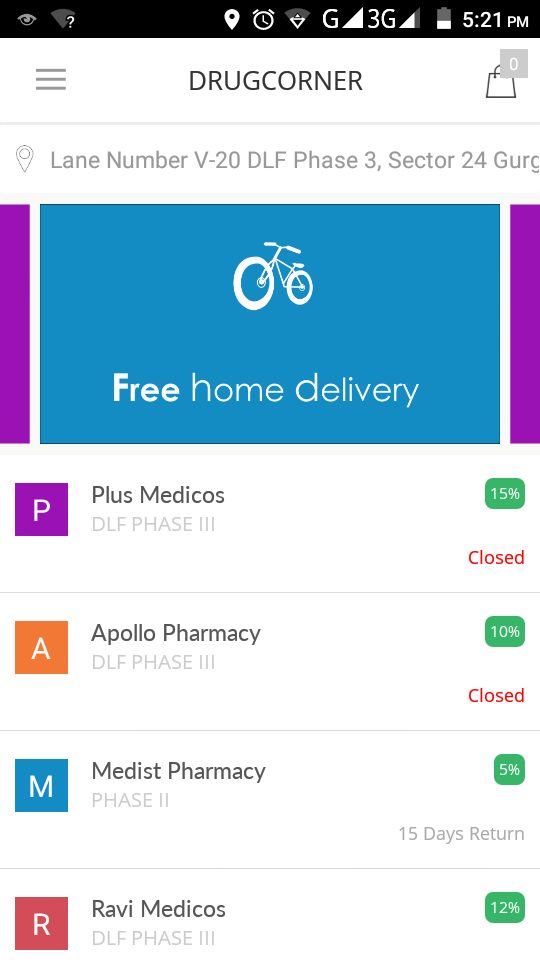 ? G 3G 5:21 PM
DRUGCORNER 0
Lane Number V-20 DLF Phase 3, Sector 24 Gurg
Free home delivery
P Plus Medicos 15%
DLF PHASE III
Closed
A Apollo Pharmacy 10%
DLF PHASE III
Closed
M Medist Pharmacy 5%
PHASE II
15 Days Return
R Ravi Medicos 12%
DLF PHASE III